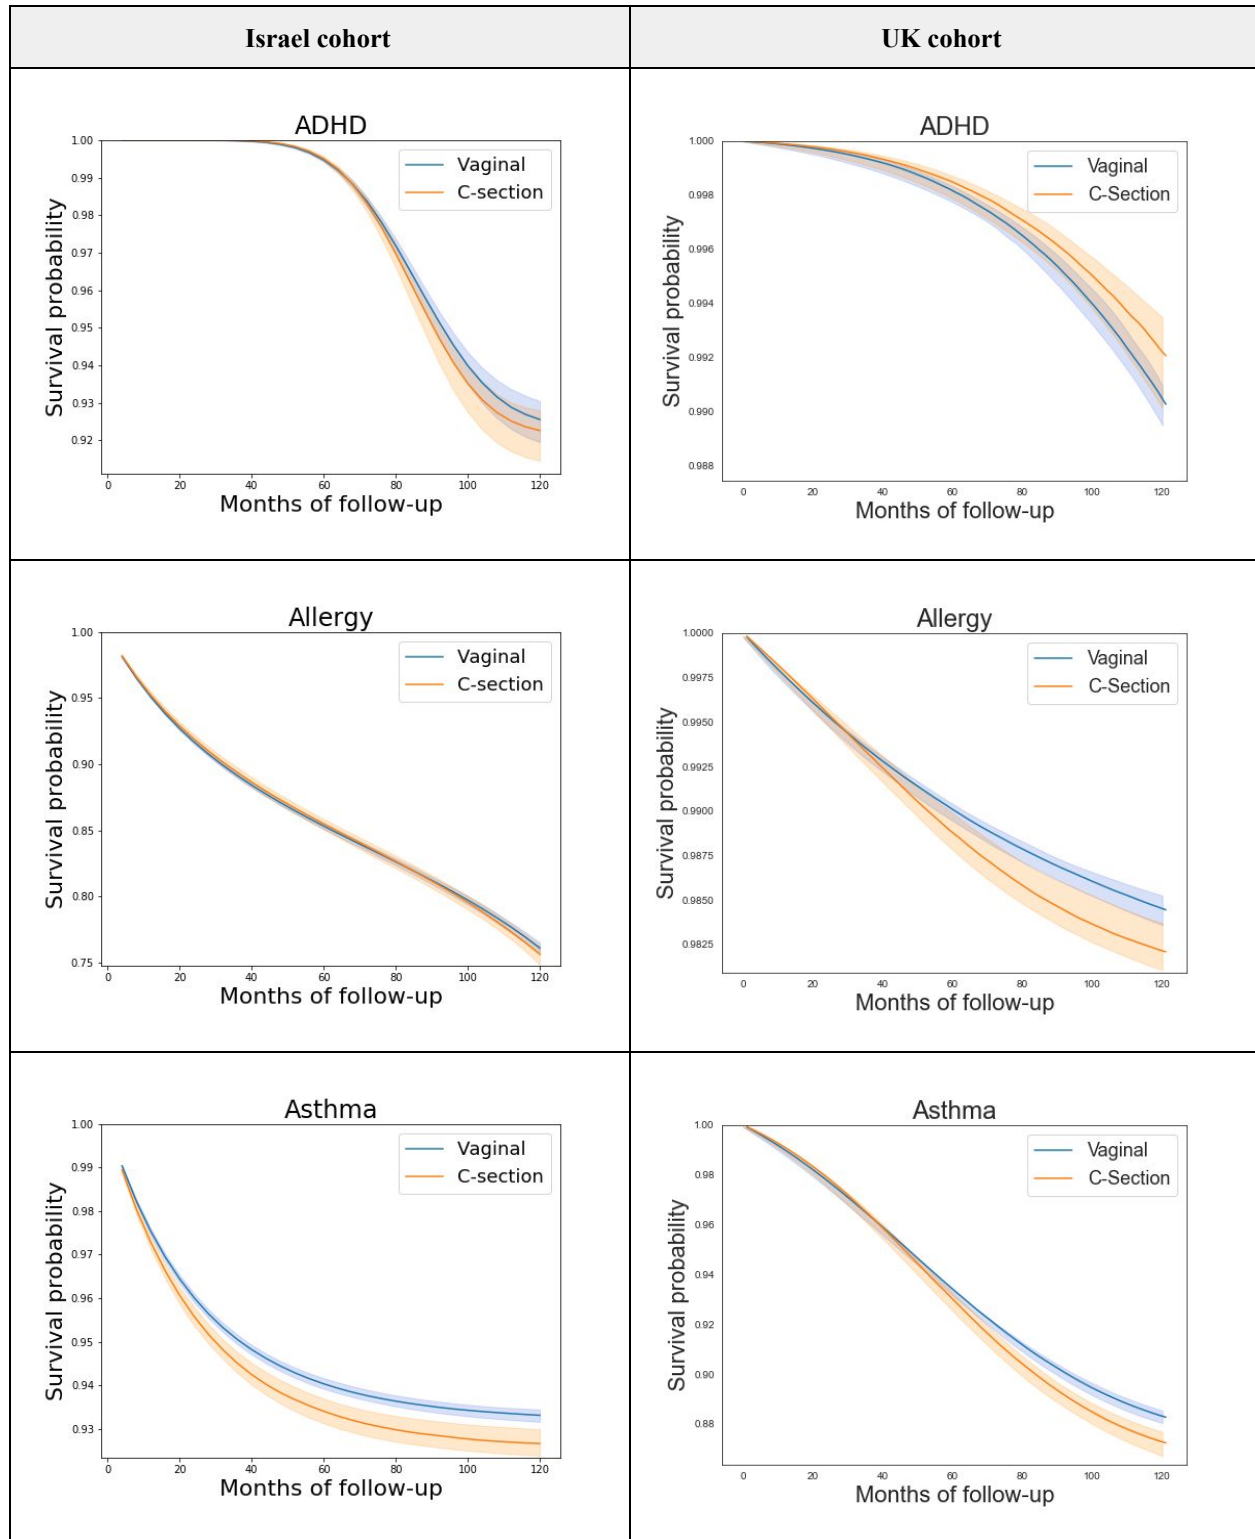 Israel cohort
UK cohort
ADHD
Survival probability
1.00
0.99
0.98
0.97
0.96
0.95
0.94
0.93
0.92
Vaginal
C-section
0 20 40 60 80 100 120
Months of follow-up
ADHD
Survival probability
1.000
0.998
0.996
0.994
0.992
0.990
0.988
Vaginal
C-Section
0 20 40 60 80 100 120
Months of follow-up
Allergy
Survival probability
1.00
0.95
0.90
0.85
0.80
0.75
Vaginal
C-section
0 20 40 60 80 100 120
Months of follow-up
Allergy
Survival probability
1.0000
0.9975
0.9950
0.9925
0.9900
0.9875
0.9850
0.9825
Vaginal
C-Section
0 20 40 60 80 100 120
Months of follow-up
Asthma
Survival probability
1.00
0.99
0.98
0.97
0.96
0.95
0.94
0.93
Vaginal
C-section
0 20 40 60 80 100 120
Months of follow-up
Asthma
Survival probability
1.00
0.98
0.96
0.94
0.92
0.90
0.88
Vaginal
C-Section
0 20 40 60 80 100 120
Months of follow-up